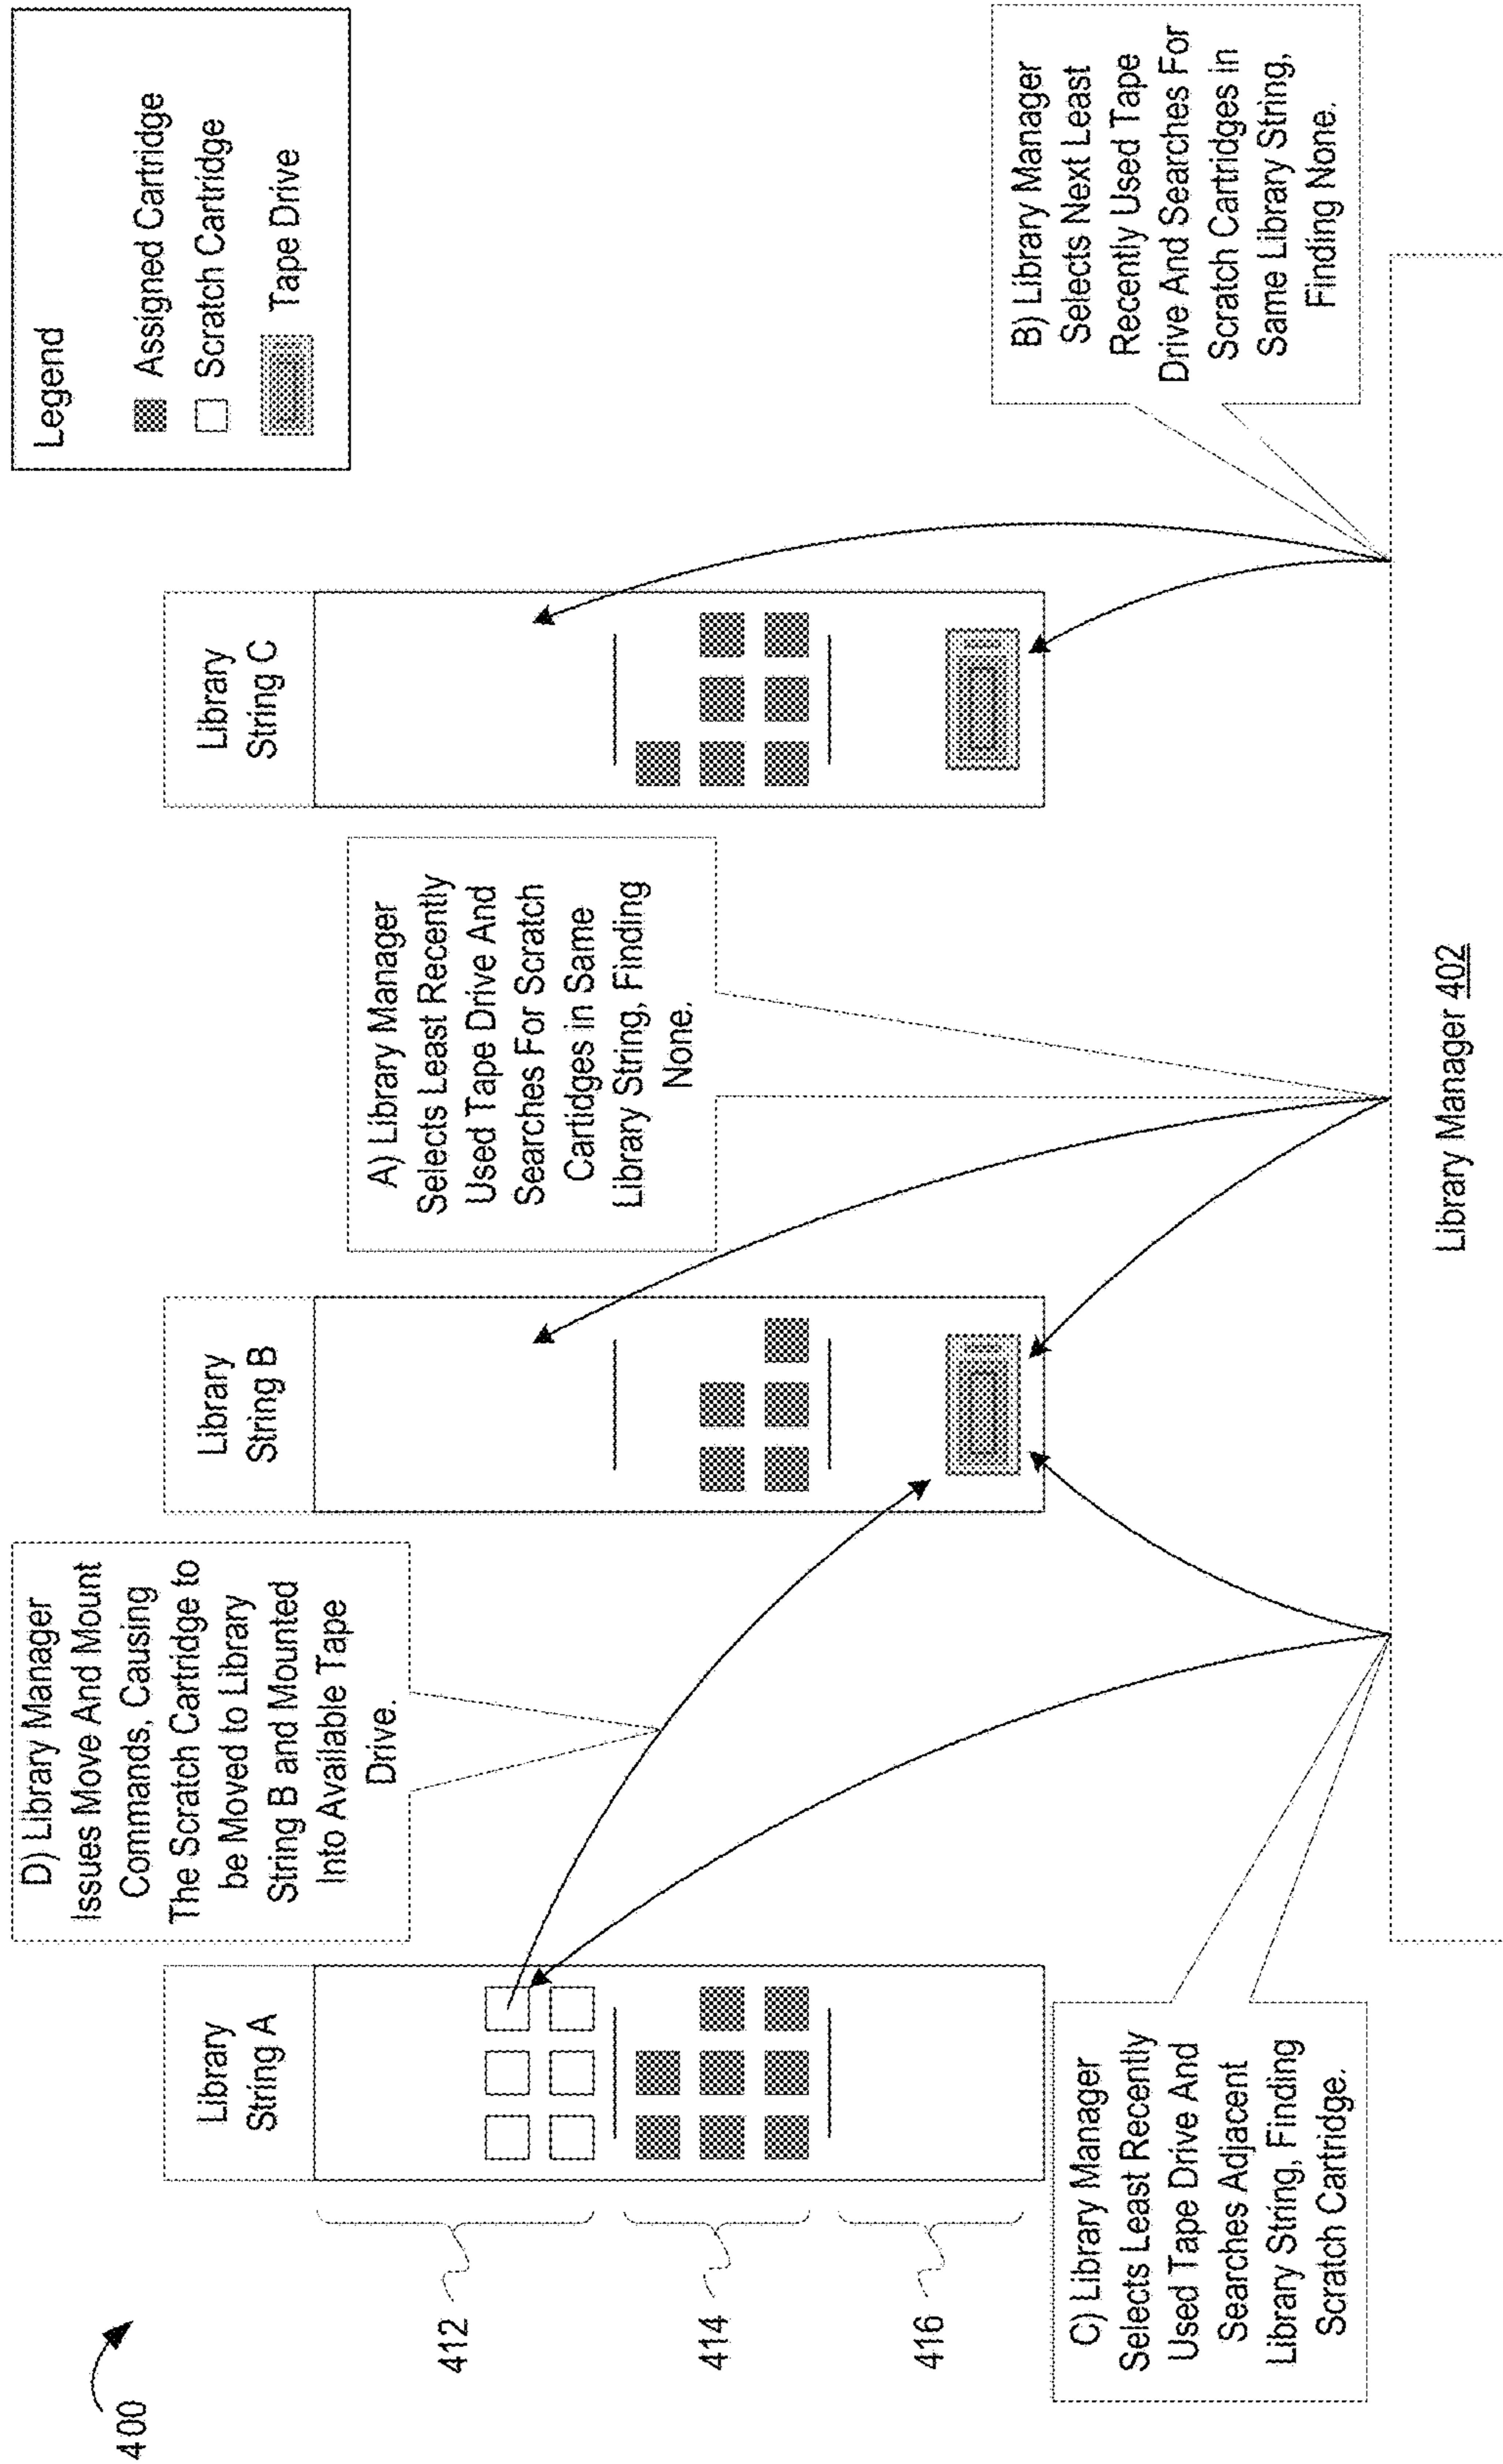 400
Legend
Assigned Cartridge
Scratch Cartridge
Tape Drive
D) Library Manager
Issues Move And Mount
Commands, Causing
The Scratch Cartridge to
be Moved to Library
String B and Mounted
Into Available Tape
Drive.
Library
String A
Library
String B
Library
String C
412
414
416
A) Library Manager
Selects Least Recently
Used Tape Drive And
Searches For Scratch
Cartidges in Same
Library String, Finding
None.
C) Library Manager
Selects Least Recently
Used Tape Drive And
Searches Adjacent
Library String, Finding
Scratch Cartridge.
B) Library Manager
Selects Next Least
Recently Used Tape
Drive And Searches For
Scratch Cartridges in
Same Library String,
Finding None.
Library Manager 402